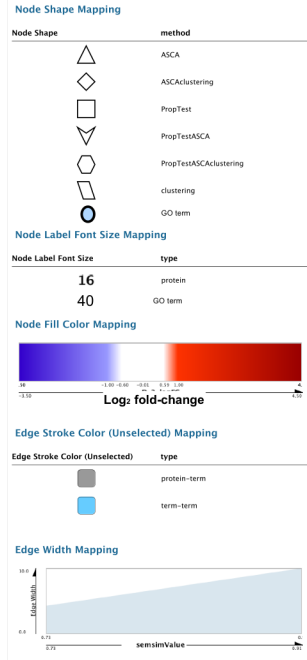 Node Shape Mapping
Node Shape method
ASCA
ASCAclustering
PropTest
PropTestASCA
PropTestASCAclustering
clustering
GO term
Node Label Font Size Mapping
Node Label Font Size type
16 protein
40 GO term
Node Fill Color Mapping
-1.00 -0.60 -0.01 0.50 1.00
-3.50 4.50
Log₂ fold-change
Edge Stroke Color (Unselected) Mapping
Edge Stroke Color (Unselected) type
protein-term
term-term
Edge Width Mapping
10.0
Edge Width
0.73
semsimValue
0.73 0.91